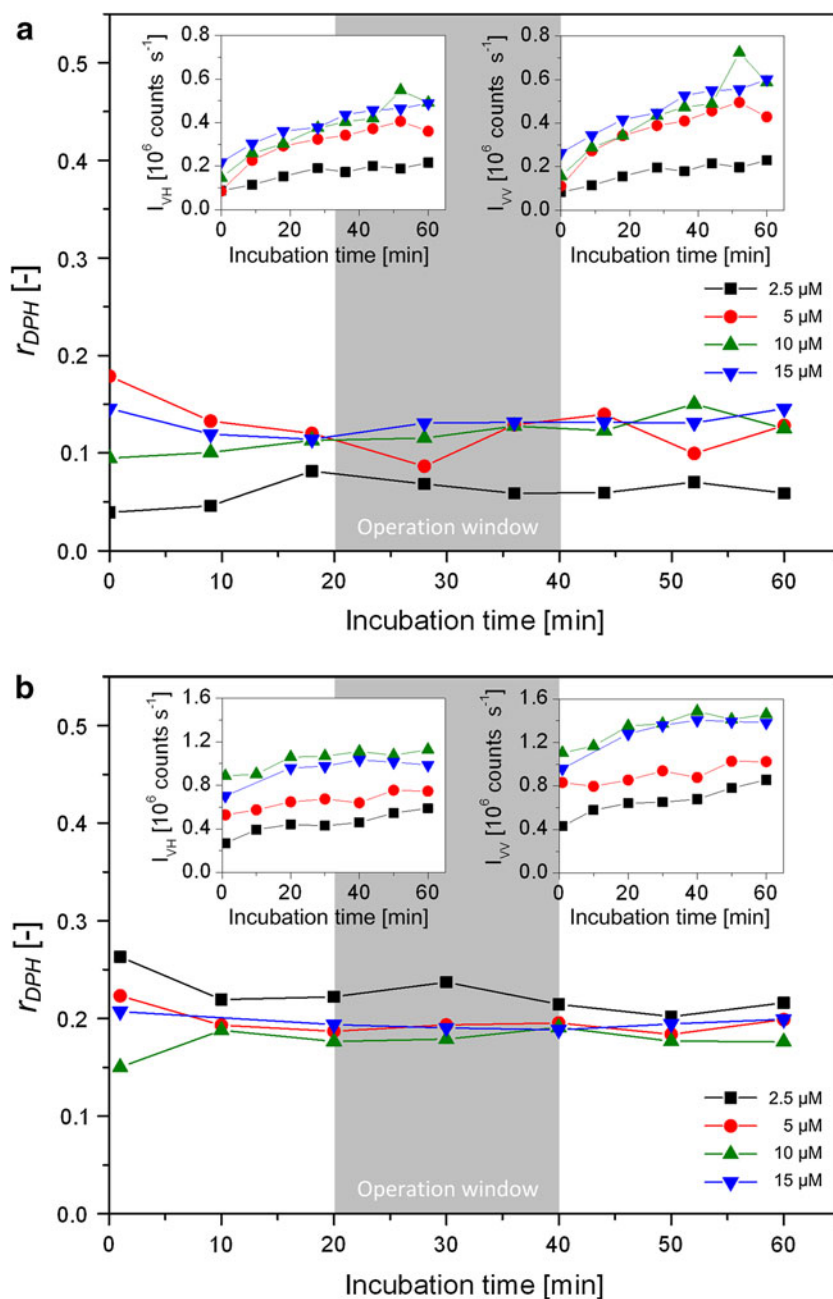 a
0.5
0.4
0.3
0.2
0.1
0.0
r_DPH [-]
0 10 20 30 40 50 60
Incubation time [min]
0.8
0.6
0.4
0.2
0.0
I_VH [10^6 counts s^-1]
0 20 40 60
Incubation time [min]
0.8
0.6
0.4
0.2
0.0
I_VV [10^6 counts s^-1]
0 20 40 60
Incubation time [min]
2.5 µM
5 µM
10 µM
15 µM
Operation window
b
0.5
0.4
0.3
0.2
0.1
0.0
r_DPH [-]
0 10 20 30 40 50 60
Incubation time [min]
1.6
1.2
0.8
0.4
0.0
I_VH [10^6 counts s^-1]
0 20 40 60
Incubation time [min]
1.6
1.2
0.8
0.4
0.0
I_VV [10^6 counts s^-1]
0 20 40 60
Incubation time [min]
2.5 µM
5 µM
10 µM
15 µM
Operation window